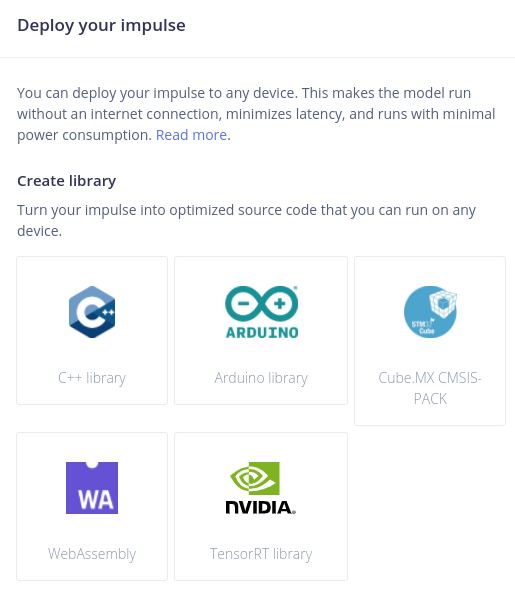 Deploy your impulse
You can deploy your impulse to any device. This makes the model run
without an internet connection, minimizes latency, and runs with minimal
power consumption. Read more.
Create library
Turn your impulse into optimized source code that you can run on any
device.
C++
ARDUINO
STM
Cube
C++ library
Arduino library
Cube.MX CMSIS-
PACK
WA
NVIDIA.
WebAssembly
TensorRT library